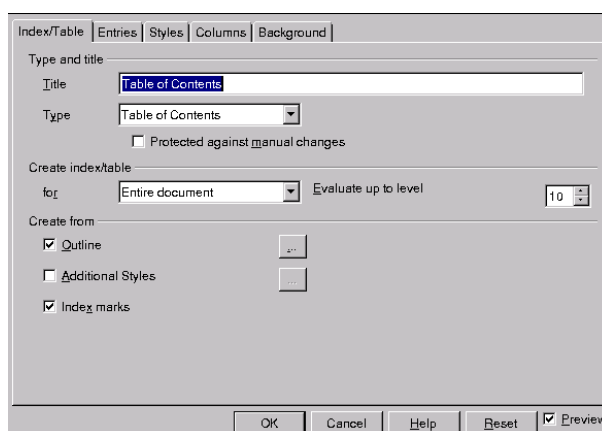 Index/Table Entries Styles Columns Background
Type and title
Title Table of Contents
Type Table of Contents
Protected against manual changes
Create index/table
for Entire document Evaluate up to level 10
Create from
Outline ...
Additional Styles ...
Index marks
OK Cancel Help Reset Preview